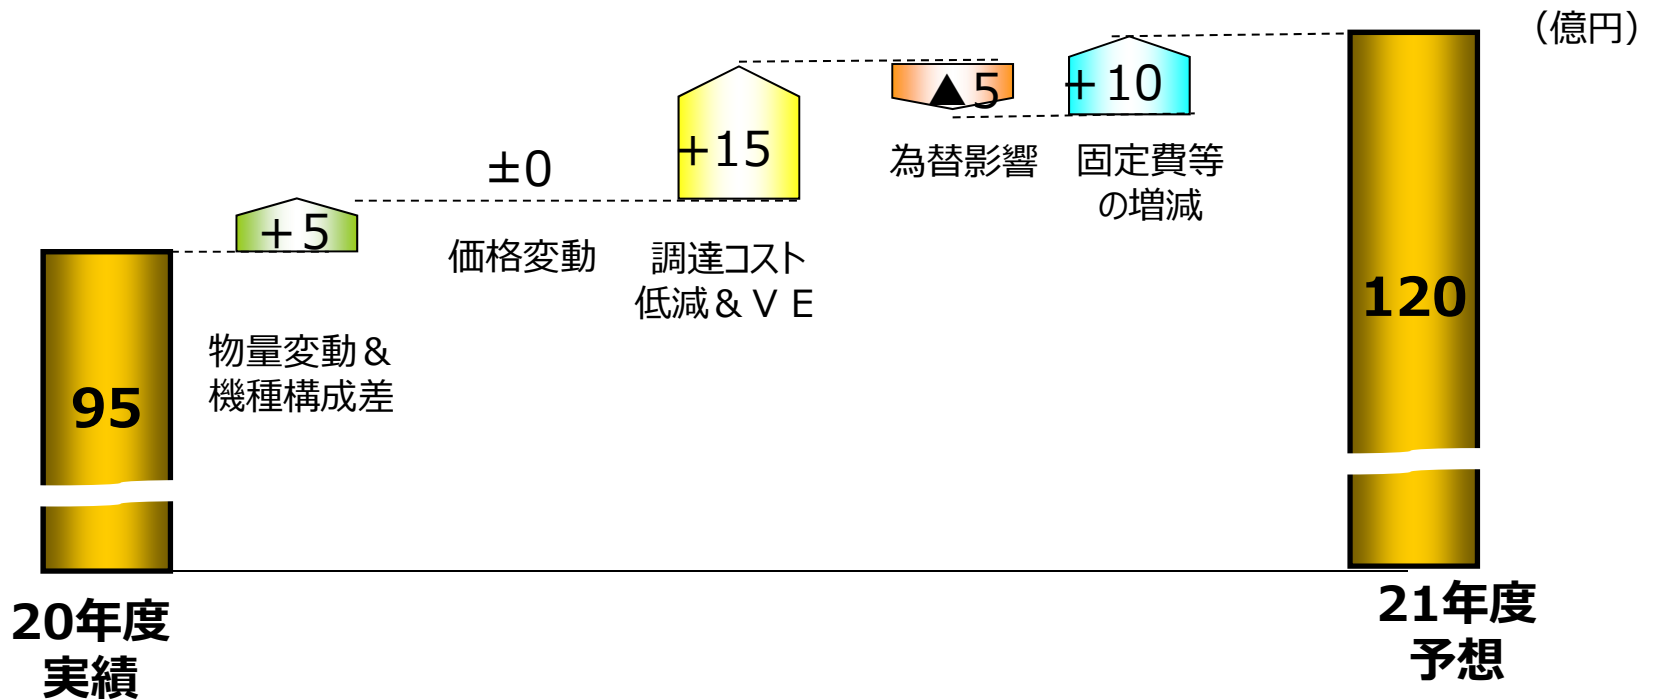 (億円)
+5
±0
+15
▲5
+10
為替影響
固定費等
の増減
価格変動
調達コスト
低減&VE
物量変動&
機種構成差
95
120
20年度
実績
21年度
予想